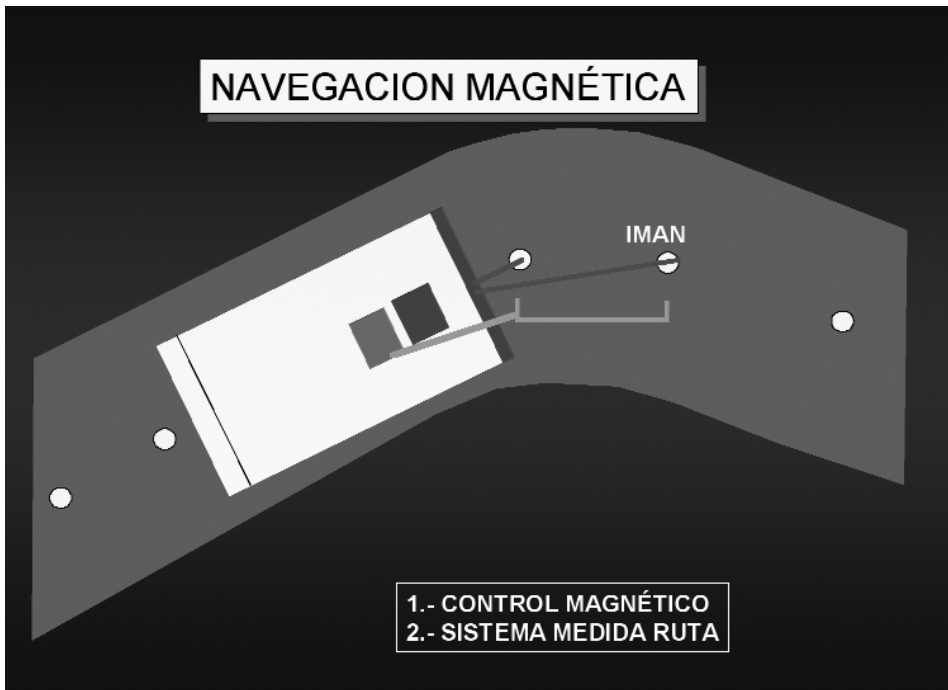 NAVEGACION MAGNÉTICA
IMAN
1.- CONTROL MAGNÉTICO
2.- SISTEMA MEDIDA RUTA